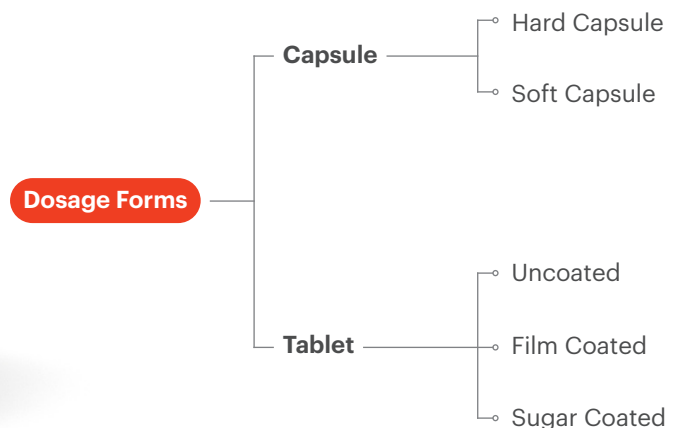 Dosage Forms
Capsule
Hard Capsule
Soft Capsule
Tablet
Uncoated
Film Coated
Sugar Coated